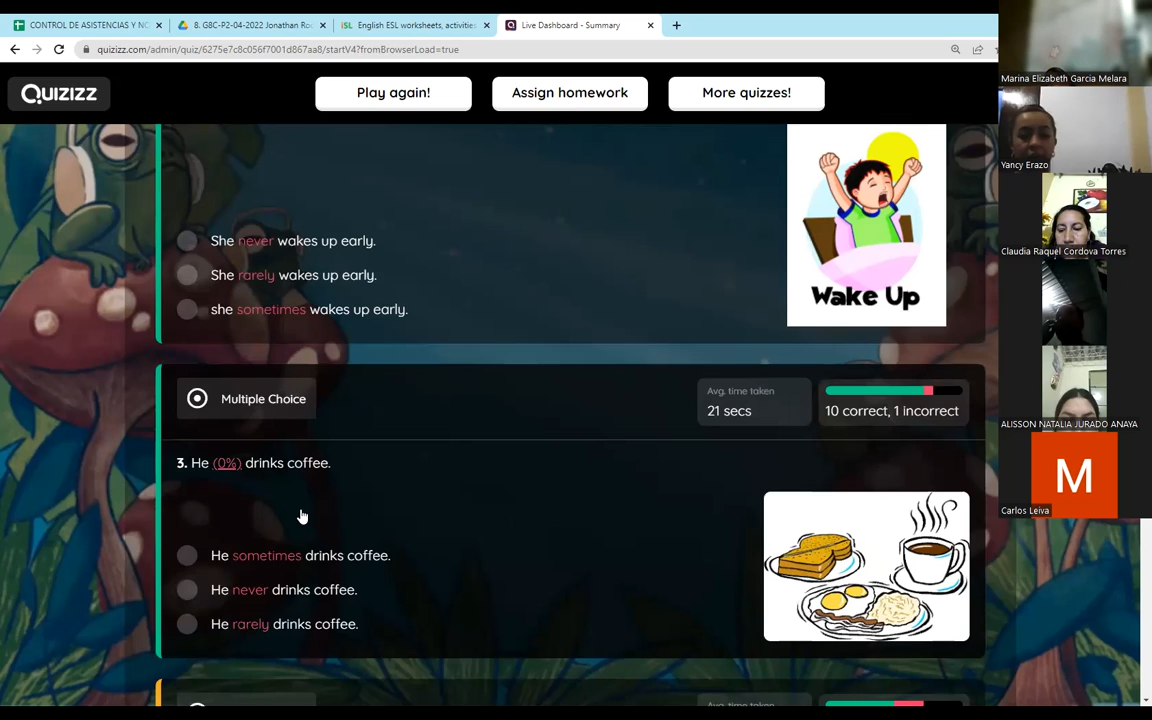 CONTROL DE ASISTENCIAS Y NO
8. G8C-P2-04-2022 Jonathan Ro
iSL English ESL worksheets, activities
Live Dashboard - Summary
quizizz.com/admin/quiz/6275e7c8c056f7001d867aa8/startV4?fromBrowserLoad=true
QUIZIZZ
Play again!
Assign homework
More quizzes!
She never wakes up early.
She rarely wakes up early.
she sometimes wakes up early.
Wake Up
Multiple Choice
Avg. time taken
21 secs
10 correct, 1 incorrect
3. He (0%) drinks coffee.
He sometimes drinks coffee.
He never drinks coffee.
He rarely drinks coffee.
Marina Elizabeth Garcia Melara
Yancy Erazo
Claudia Raquel Cordova Torres
ALISSON NATALIA JURADO ANAYA
M
Carlos Leiva